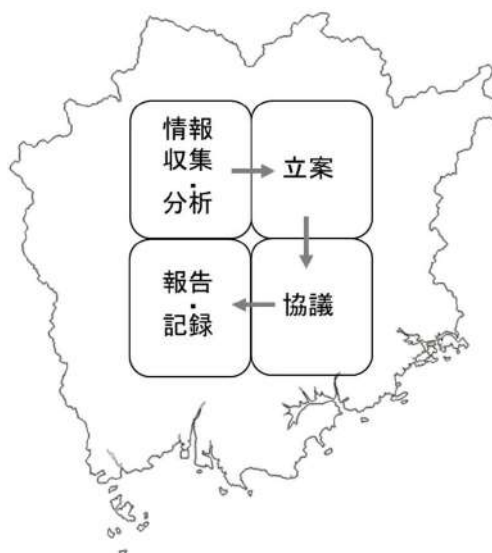 情報
収集
・
分析
立案
協議
報告
・
記録